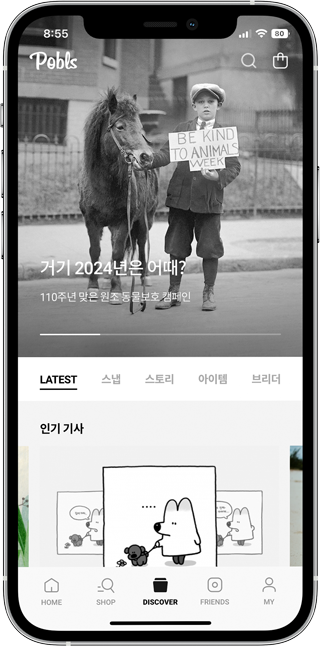 8:55
80
Pobls
BE KIND
TO ANIMALS
WEEK
거기 2024년은 어때?
110주년 맞은 원조 동물보호 캠페인
LATEST 스냅 스토리 아이템 브리더
인기 기사
....
HOME SHOP DISCOVER FRIENDS MY